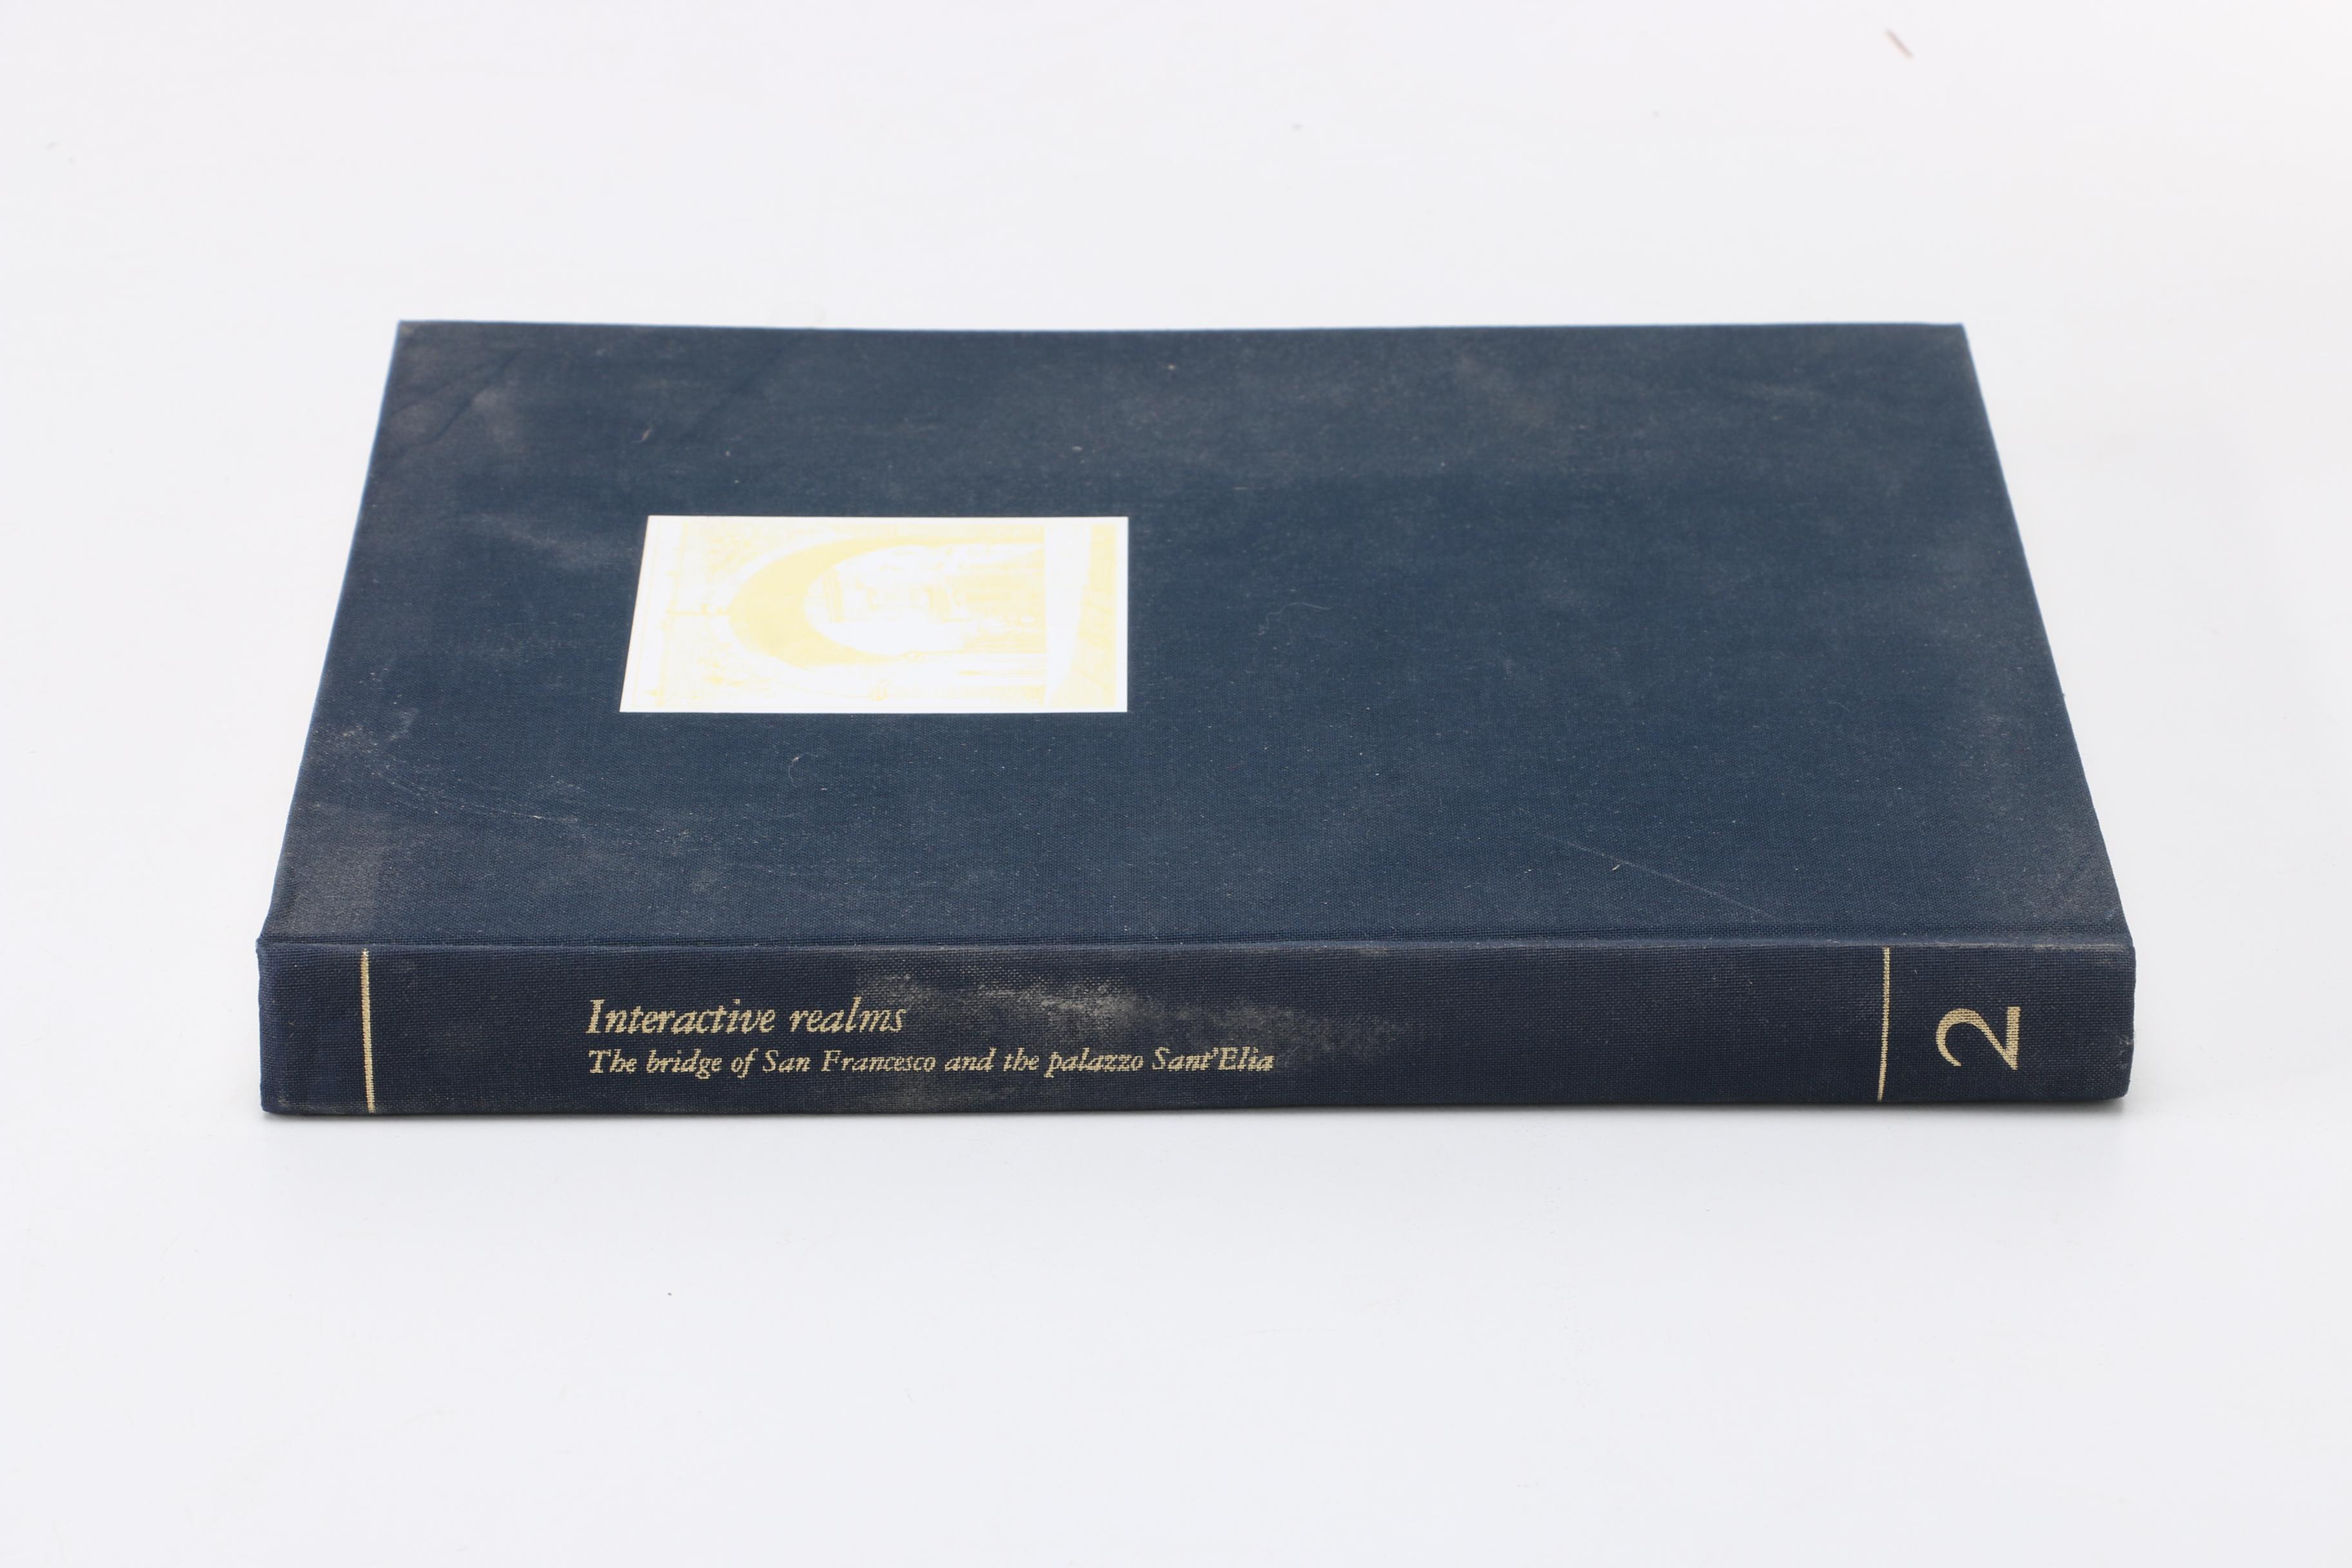 Interactive realms
The bridge of San Francesco and the palazzo Sant'Elia
2